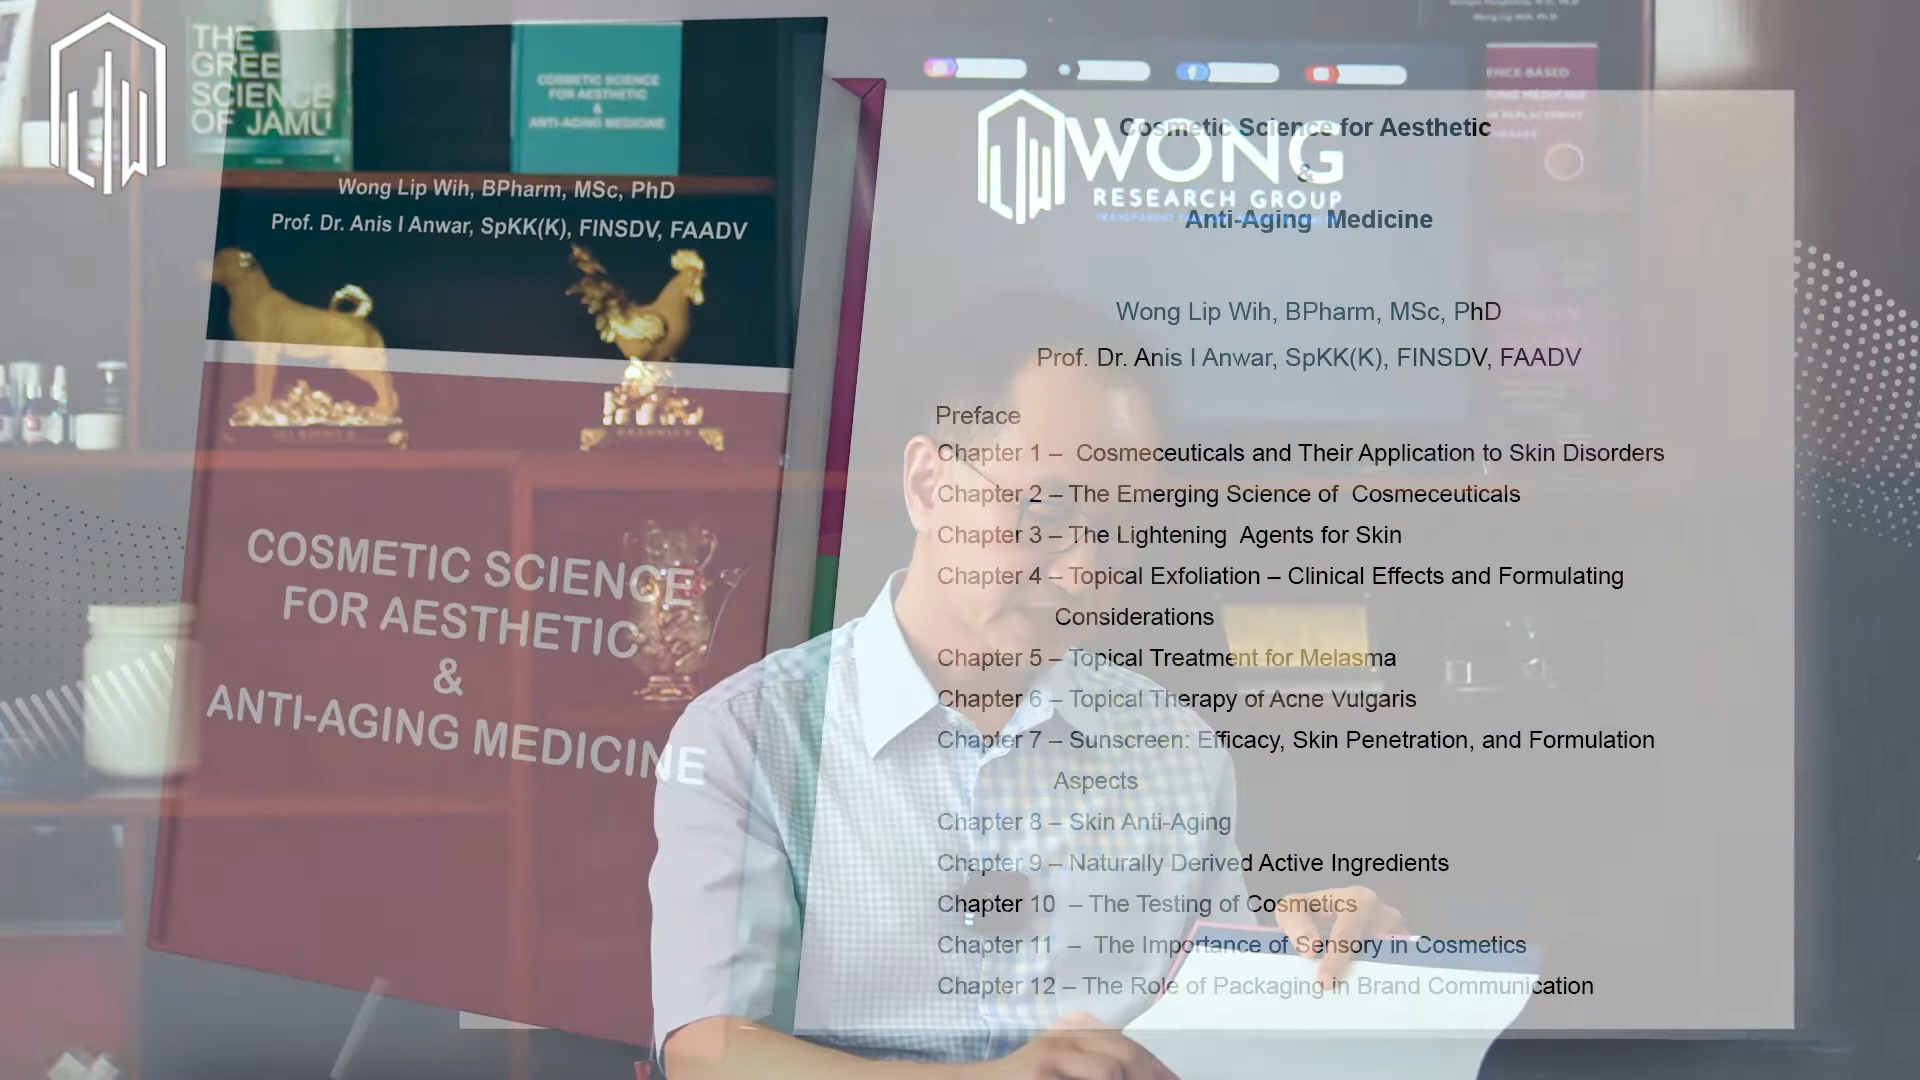 THE
GREE
SCIENCE
OF JAMU
COSMETIC SCIENCE
FOR AESTHETIC
&
ANTI-AGING MEDICINE
Wong Lip Wih, BPharm, MSc, PhD
Prof. Dr. Anis I Anwar, SpKK(K), FINSDV, FAADV
COSMETIC SCIENCE
FOR AESTHETIC
&
ANTI-AGING MEDICINE
WONG
RESEARCH GROUP
ENCE-BASED
Cosmetic Science for Aesthetic
&
Anti-Aging Medicine
Wong Lip Wih, BPharm, MSc, PhD
Prof. Dr. Anis I Anwar, SpKK(K), FINSDV, FAADV
Preface
Chapter 1 – Cosmeceuticals and Their Application to Skin Disorders
Chapter 2 – The Emerging Science of Cosmeceuticals
Chapter 3 – The Lightening Agents for Skin
Chapter 4 – Topical Exfoliation – Clinical Effects and Formulating
Considerations
Chapter 5 – Topical Treatment for Melasma
Chapter 6 – Topical Therapy of Acne Vulgaris
Chapter 7 – Sunscreen: Efficacy, Skin Penetration, and Formulation
Aspects
Chapter 8 – Skin Anti-Aging
Chapter 9 – Naturally Derived Active Ingredients
Chapter 10 – The Testing of Cosmetics
Chapter 11 – The Importance of Sensory in Cosmetics
Chapter 12 – The Role of Packaging in Brand Communication